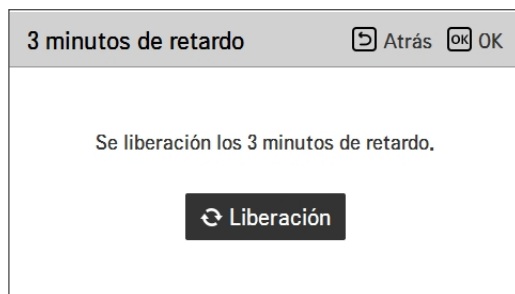 3 minutos de retardo Atrás OK OK
Se liberación los 3 minutos de retardo.
Liberación